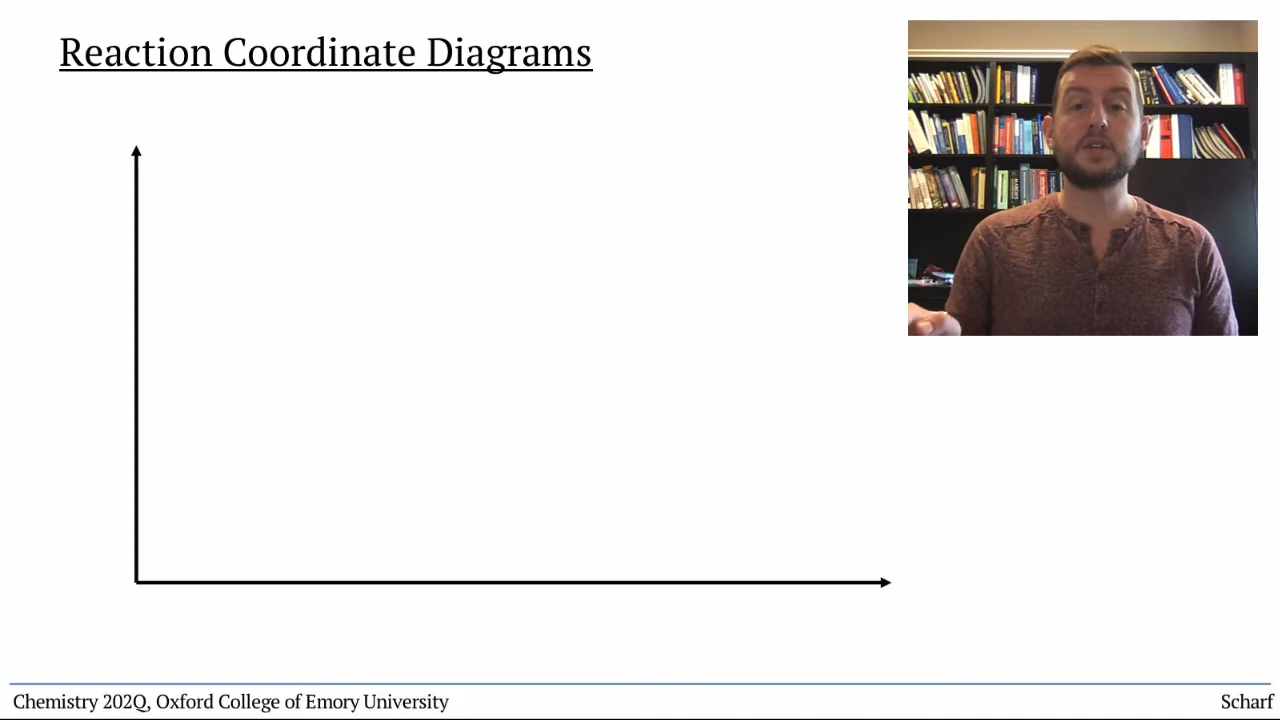 Reaction Coordinate Diagrams
Chemistry 202Q, Oxford College of Emory University
Scharf